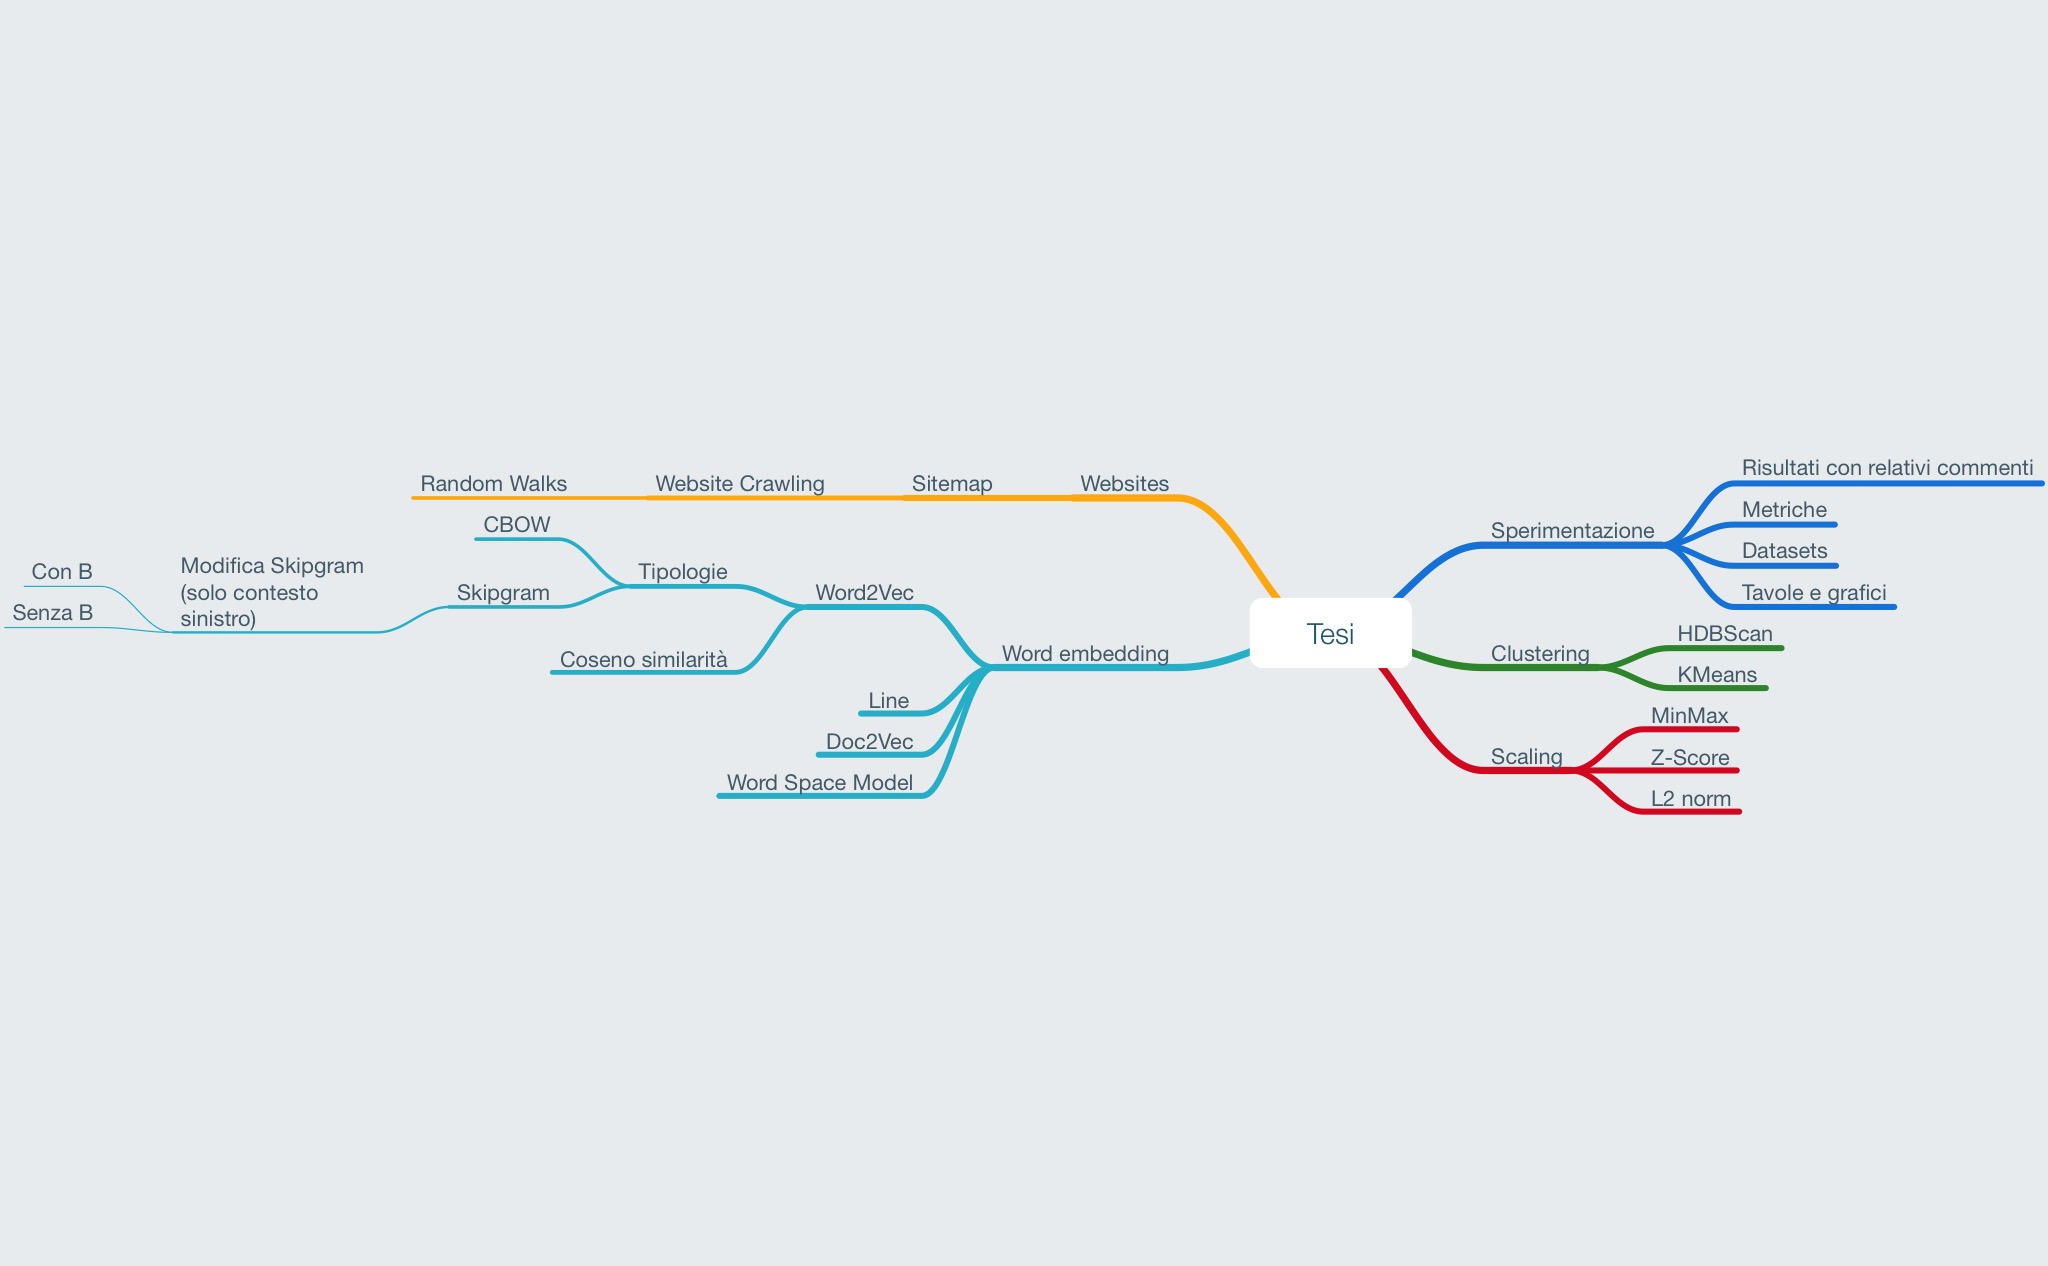 Tesi
Websites
Sitemap
Website Crawling
Random Walks
Word embedding
Word2Vec
Tipologie
CBOW
Skipgram
Modifica Skipgram
(solo contesto
sinistro)
Con B
Senza B
Coseno similarità
Line
Doc2Vec
Word Space Model
Sperimentazione
Risultati con relativi commenti
Metriche
Datasets
Tavole e grafici
Clustering
HDBScan
KMeans
Scaling
MinMax
Z-Score
L2 norm